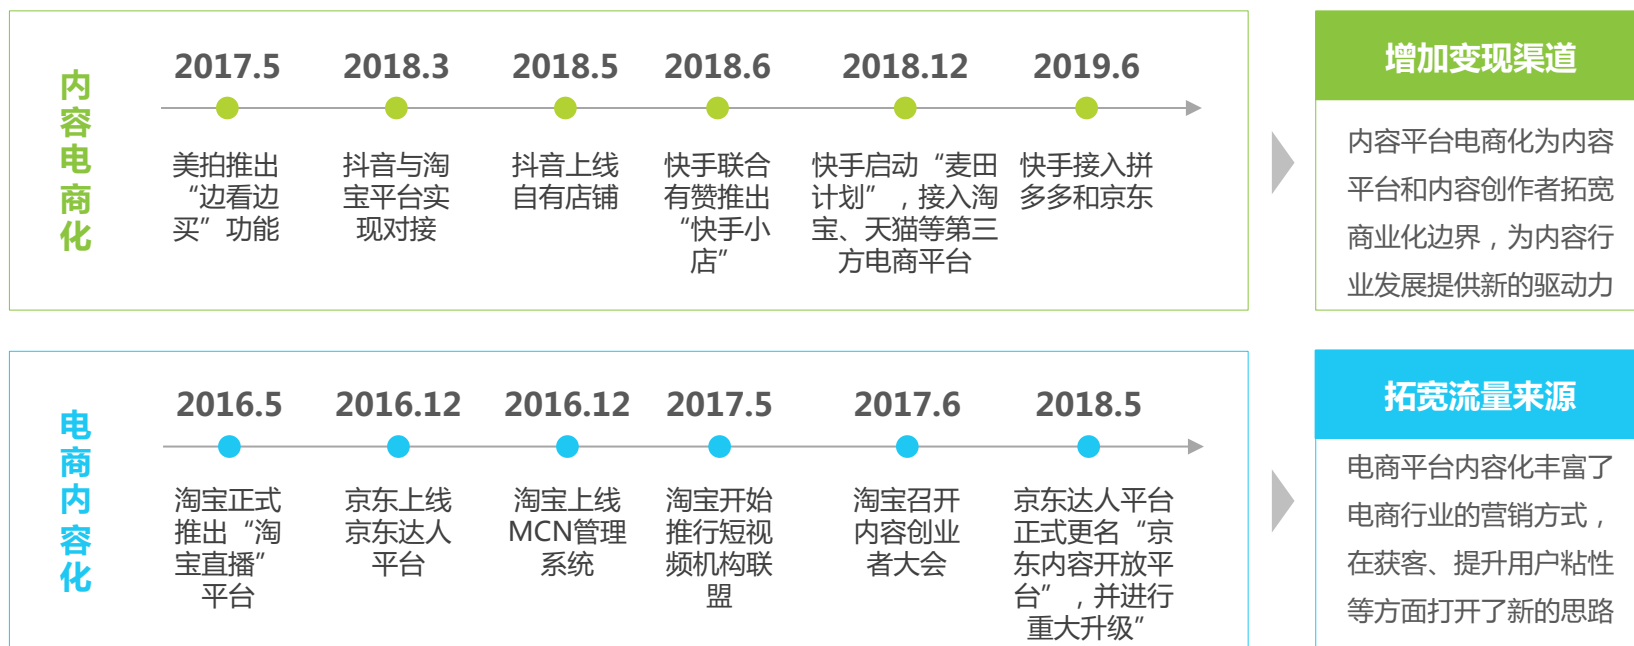 内容电商化
2017.5
美拍推出
“边看边
买”功能
2018.3
抖音与淘
宝平台实
现对接
2018.5
抖音上线
自有店铺
2018.6
快手联合
有赞推出
“快手小
店”
2018.12
快手启动“麦田
计划”，接入淘
宝、天猫等第三
方电商平台
2019.6
快手接入拼
多多和京东
增加变现渠道
内容平台电商化为内容
平台和内容创作者拓宽
商业化边界，为内容行
业发展提供新的驱动力
电商内容化
2016.5
淘宝正式
推出“淘
宝直播”
平台
2016.12
京东上线
京东达人
平台
2016.12
淘宝上线
MCN管理
系统
2017.5
淘宝开始
推行短视
频机构联
盟
2017.6
淘宝召开
内容创业
者大会
2018.5
京东达人平台
正式更名“京
东内容开放平
台”，并进行
重大升级”
拓宽流量来源
电商平台内容化丰富了
电商行业的营销方式，
在获客、提升用户粘性
等方面打开了新的思路